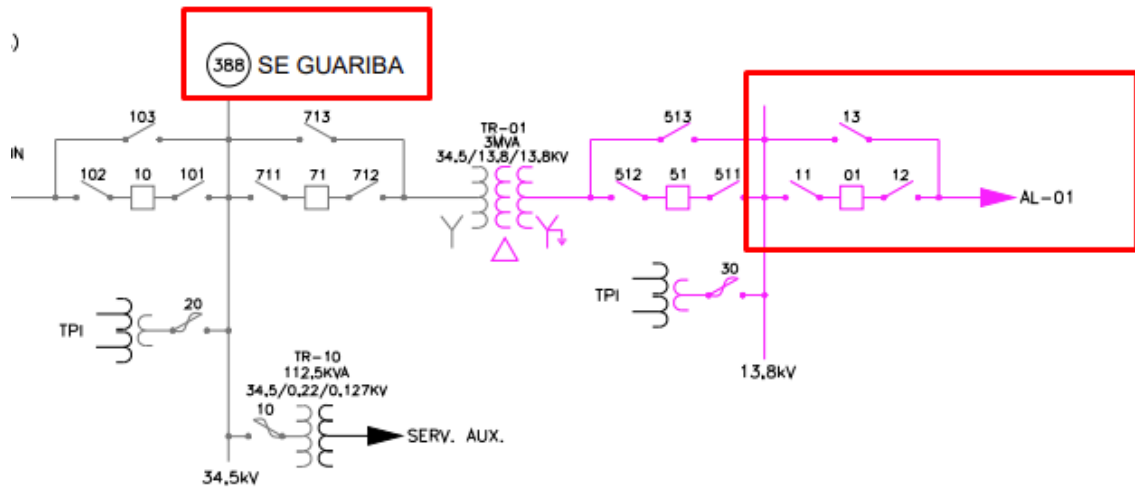 )
388 SE GUARIBA
103
713
IN
102
10
101
711
71
712
TR-01
3MVA
34.5/13.8/13.8KV
513
512
51
511
13
11
01
12
AL-01
TPI
20
TPI
30
TR-10
112.5KVA
34.5/0.22/0.127KV
10
SERV. AUX.
34,5kV
13,8kV